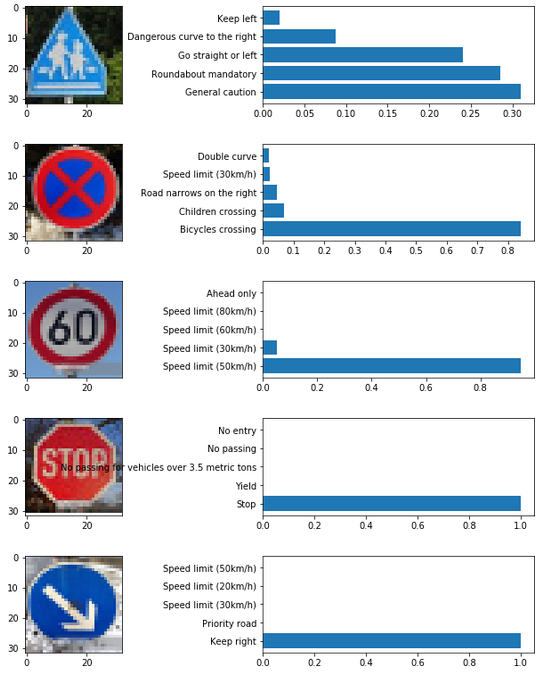 0
10
20
30
0 20
Keep left
Dangerous curve to the right
Go straight or left
Roundabout mandatory
General caution
0.00 0.05 0.10 0.15 0.20 0.25 0.30
0
10
20
30
0 20
Double curve
Speed limit (30km/h)
Road narrows on the right
Children crossing
Bicycles crossing
0.0 0.1 0.2 0.3 0.4 0.5 0.6 0.7 0.8
0
10
20
30
0 20
60
Ahead only
Speed limit (80km/h)
Speed limit (60km/h)
Speed limit (30km/h)
Speed limit (50km/h)
0.0 0.2 0.4 0.6 0.8
0
10
20
30
0 20
STOP
No entry
No passing
No passing for vehicles over 3.5 metric tons
Yield
Stop
0.0 0.2 0.4 0.6 0.8 1.0
0
10
20
30
0 20
Speed limit (50km/h)
Speed limit (20km/h)
Speed limit (30km/h)
Priority road
Keep right
0.0 0.2 0.4 0.6 0.8 1.0